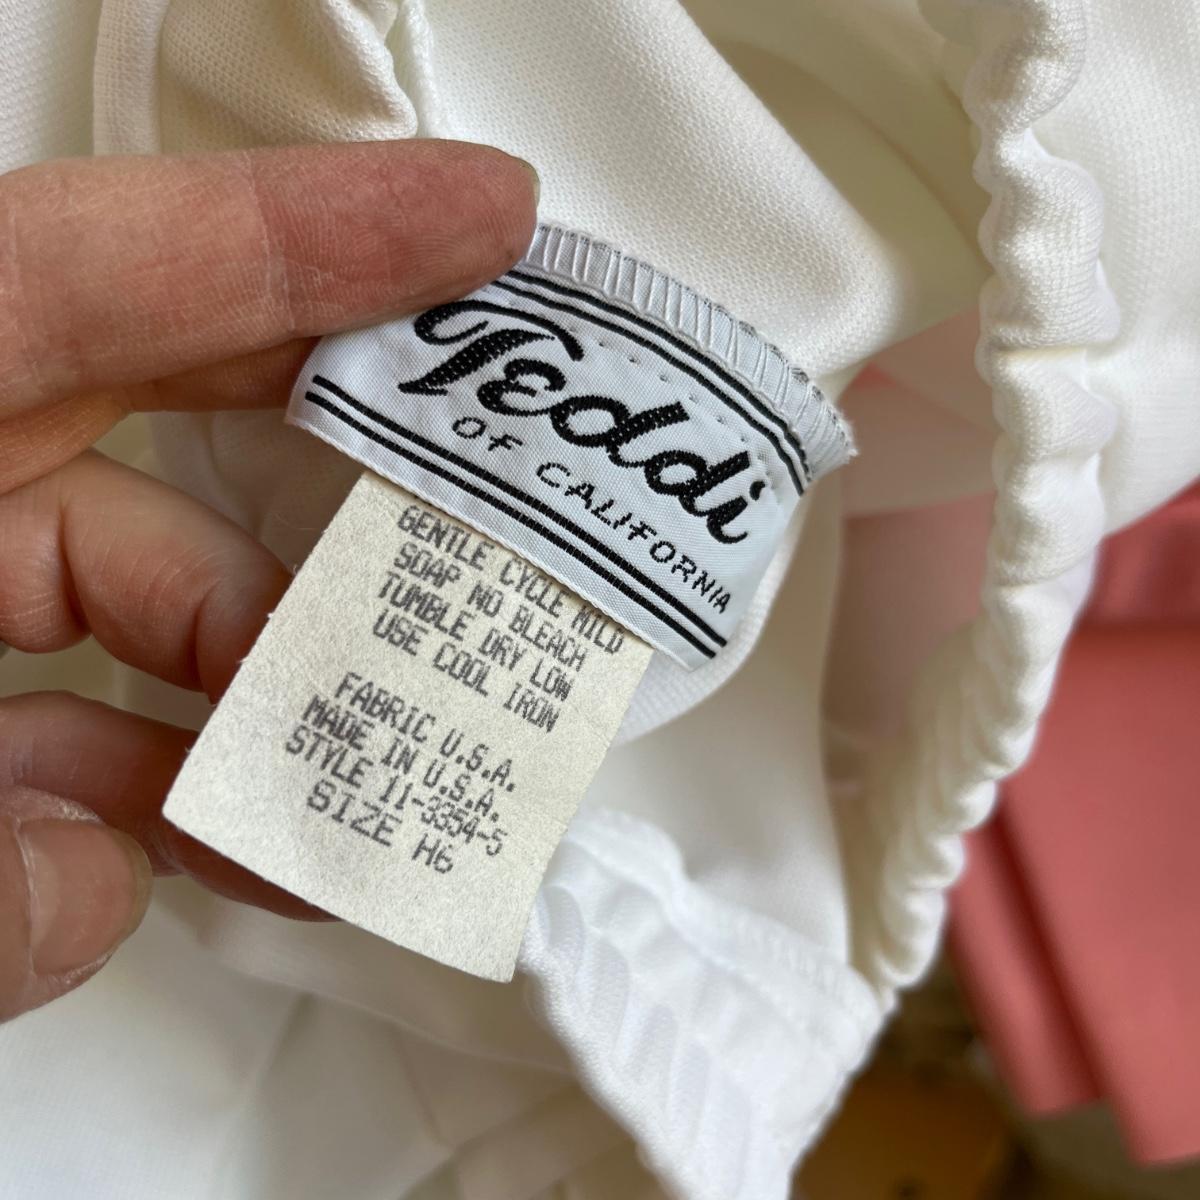 Teddi
OF CALIFORNIA
GENTLE CYCLE MILD
SOAP NO BLEACH
TUMBLE DRY LOW
USE COOL IRON
FABRIC U.S.A.
MADE IN U.S.A.
STYLE 11-3354-5
SIZE H6